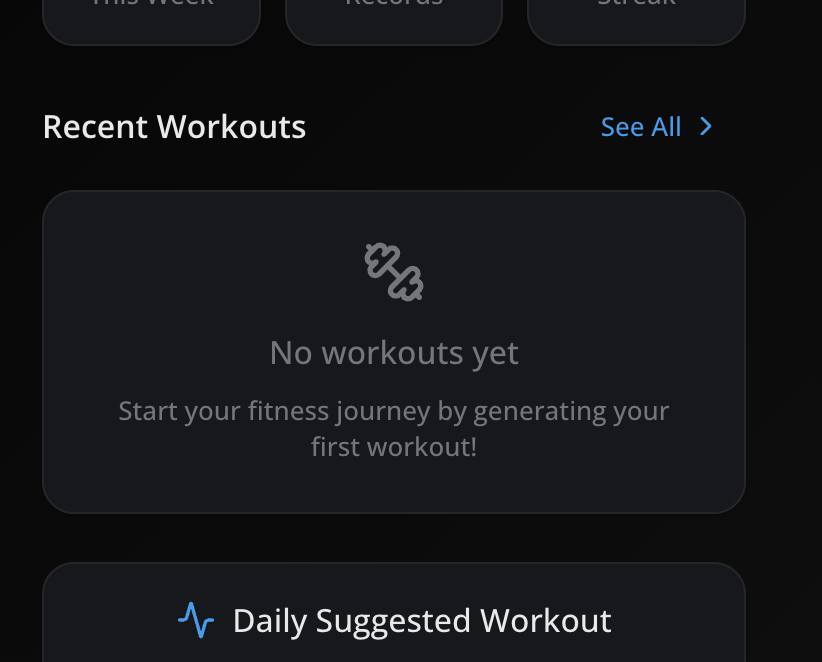 This Week
Records
Streak
Recent Workouts
See All
No workouts yet
Start your fitness journey by generating your
first workout!
Daily Suggested Workout